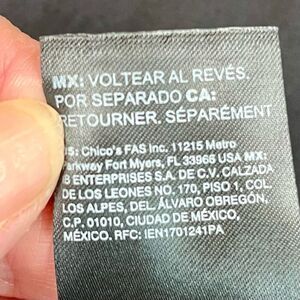 MX: VOLTEAR AL REVÉS.
POR SEPARADO CA:
RETOURNER. SÉPARÉMENT
Chico's FAS Inc. 11215 Metro
Parkway Fort Myers, FL 33966 USA MX:
ENTERPRISES S.A. DE C.V. CALZADA
DE LOS LEONES NO. 170, PISO 1, COL.
LOS ALPES, DEL. ÁLVARO OBREGÓN,
C.P. 01010, CIUDAD DE MÉXICO,
MÉXICO. RFC: IEN1701241PA